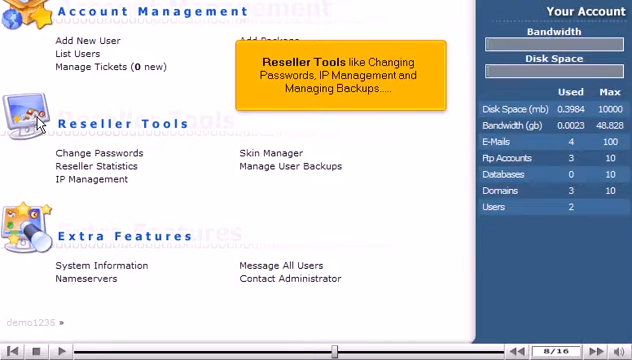 Account Management
Add New User
Add Package
List Users
Manage Tickets (0 new)
Reseller Tools like Changing
Passwords, IP Management and
Managing Backups.....
Reseller Tools
Change Passwords
Skin Manager
Reseller Statistics
Manage User Backups
IP Management
Extra Features
System Information
Message All Users
Nameservers
Contact Administrator
demo1235 »
Your Account
Bandwidth
Disk Space
Used Max
Disk Space (mb) 0.3984 10000
Bandwidth (gb) 0.0023 48.828
E-Mails 4 100
Ftp Accounts 3 10
Databases 0 10
Domains 3 10
Users 2
8/16